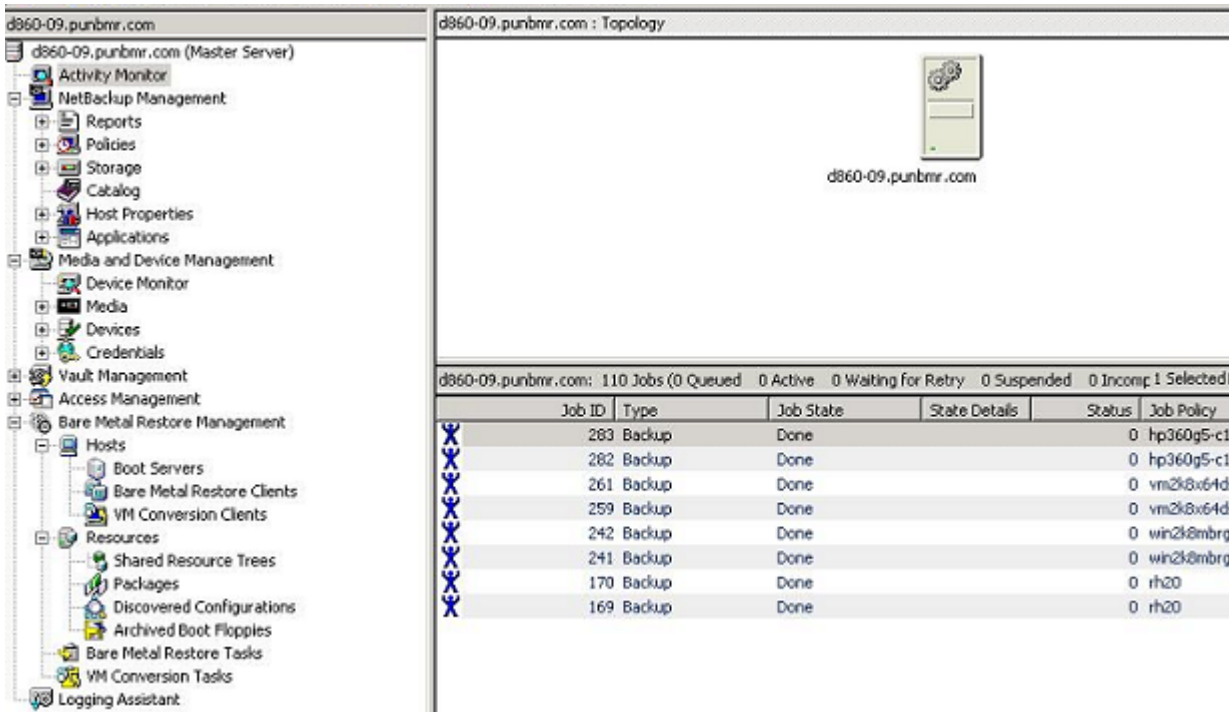 d860-09.punbmr.com
d860-09.punbmr.com (Master Server)
Activity Monitor
NetBackup Management
Reports
Policies
Storage
Catalog
Host Properties
Applications
Media and Device Management
Device Monitor
Media
Devices
Credentials
Vault Management
Access Management
Bare Metal Restore Management
Hosts
Boot Servers
Bare Metal Restore Clients
VM Conversion Clients
Resources
Shared Resource Trees
Packages
Discovered Configurations
Archived Boot Floppies
Bare Metal Restore Tasks
VM Conversion Tasks
Logging Assistant
d860-09.punbmr.com : Topology
d860-09.punbmr.com
d860-09.punbmr.com: 110 Jobs (0 Queued 0 Active 0 Waiting for Retry 0 Suspended 0 Incomp 1 Selected
Job ID Type Job State State Details Status Job Policy
283 Backup Done 0 hp360g5-c1
282 Backup Done 0 hp360g5-c1
261 Backup Done 0 vm2k8x64d
259 Backup Done 0 vm2k8x64d
242 Backup Done 0 win2k8mbrg
241 Backup Done 0 win2k8mbrg
170 Backup Done 0 rh20
169 Backup Done 0 rh20